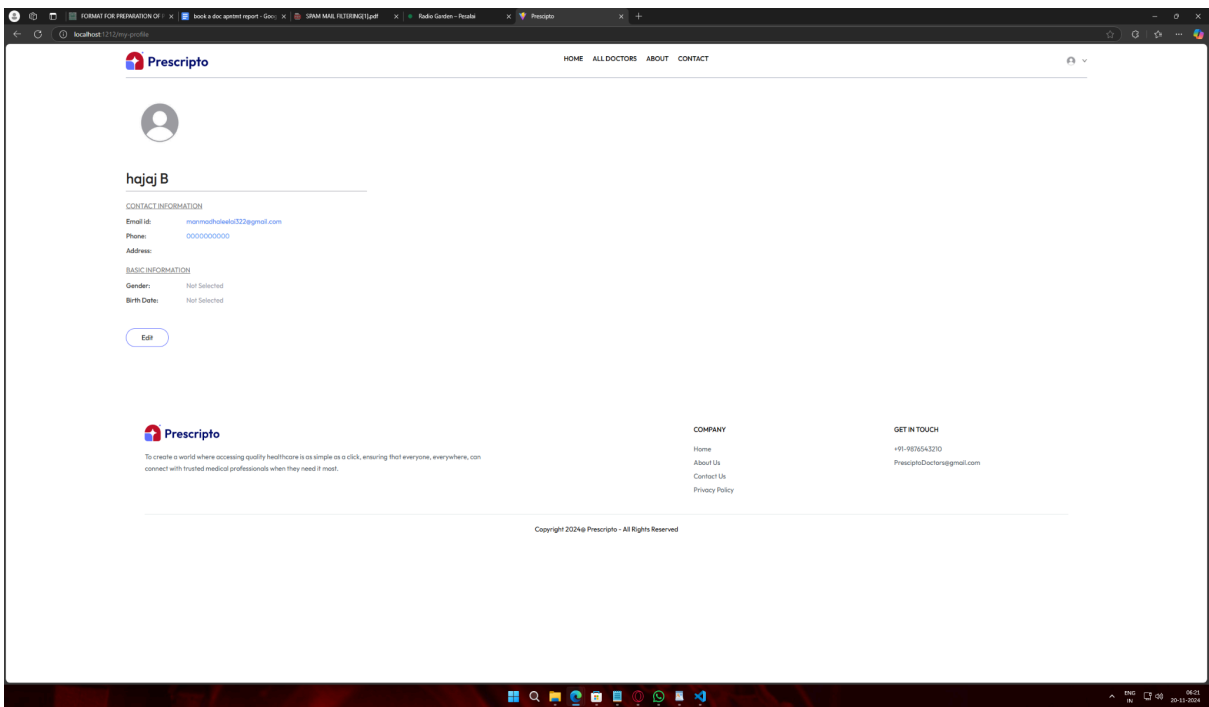 FORMAT FOR PREPARATION OF
book a doc apntmt report - Goo
SPAM MAIL FILTERING[1].pdf
Radio Garden – Pesalai
Prescipto
localhost:1212/my-profile
Prescripto
HOME ALL DOCTORS ABOUT CONTACT
hajaj B
CONTACT INFORMATION
Email id: manmadhaleelai322@gmail.com
Phone: 0000000000
Address:
BASIC INFORMATION
Gender: Not Selected
Birth Date: Not Selected
Edit
Prescripto
To create a world where accessing quality healthcare is as simple as a click, ensuring that everyone, everywhere, can
connect with trusted medical professionals when they need it most.
COMPANY
Home
About Us
Contact Us
Privacy Policy
GET IN TOUCH
+91-9876543210
PresciptoDoctors@gmail.com
Copyright 2024@ Prescripto - All Rights Reserved
ENG
IN
06:21
20-11-2024